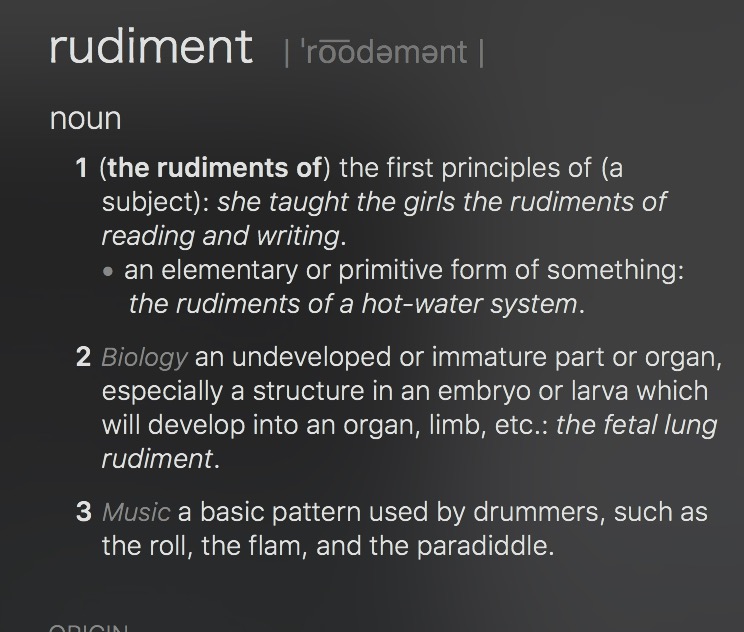 rudiment | ˈro͞odəmənt |
noun
1 (the rudiments of) the first principles of (a
subject): she taught the girls the rudiments of
reading and writing.
• an elementary or primitive form of something:
the rudiments of a hot-water system.
2 Biology an undeveloped or immature part or organ,
especially a structure in an embryo or larva which
will develop into an organ, limb, etc.: the fetal lung
rudiment.
3 Music a basic pattern used by drummers, such as
the roll, the flam, and the paradiddle.
ORIGIN